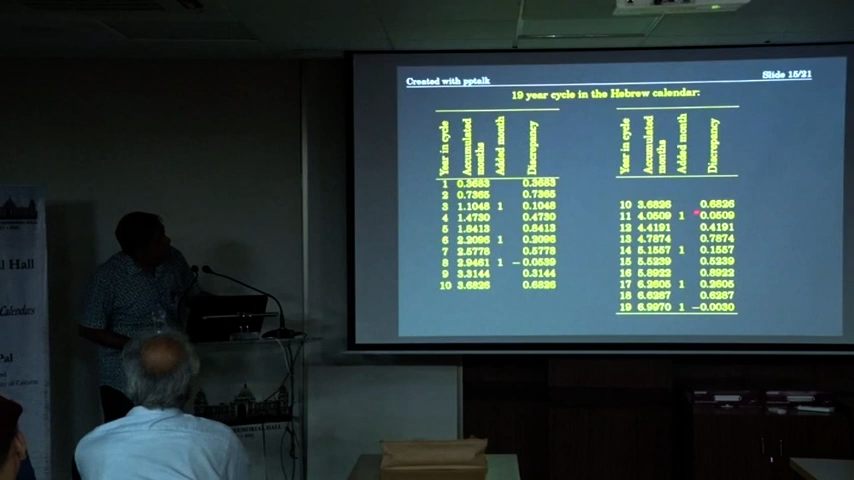 Created with pptalk
Slide 15/21
19 year cycle in the Hebrew calendar:
Year in cycle Accumulated months Added month Discrepancy
1 0.3683 0.3683
2 0.7365 0.7365
3 1.1048 1 0.1048
4 1.4730 0.4730
5 1.8413 0.8413
6 2.2095 1 0.2095
7 2.5778 0.5778
8 2.9461 1 −0.0539
9 3.3144 0.3144
10 3.6826 0.6826
Year in cycle Accumulated months Added month Discrepancy
10 3.6826 0.6826
11 4.0509 1 0.0509
12 4.4191 0.4191
13 4.7874 0.7874
14 5.1557 1 0.1557
15 5.5239 0.5239
16 5.8922 0.8922
17 6.2605 1 0.2605
18 6.6287 0.6287
19 6.9970 1 −0.0030
l Hall
Calendars
Pal